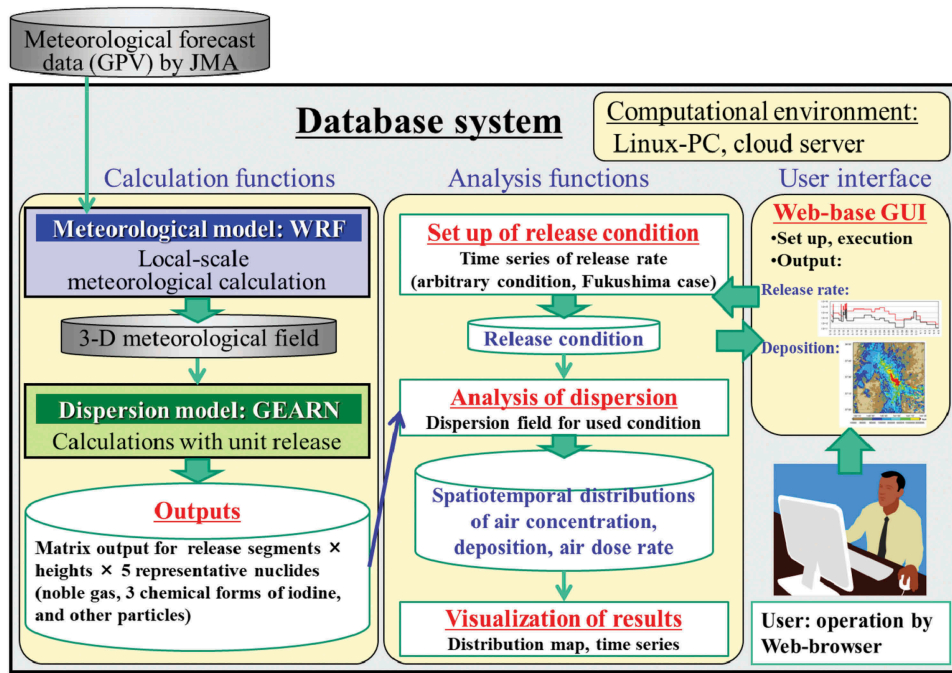 Meteorological forecast
data (GPV) by JMA
Database system
Computational environment:
Linux-PC, cloud server
Calculation functions
Meteorological model: WRF
Local-scale
meteorological calculation
3-D meteorological field
Dispersion model: GEARN
Calculations with unit release
Outputs
Matrix output for release segments ×
heights × 5 representative nuclides
(noble gas, 3 chemical forms of iodine,
and other particles)
Analysis functions
Set up of release condition
Time series of release rate
(arbitrary condition, Fukushima case)
Release condition
Analysis of dispersion
Dispersion field for used condition
Spatiotemporal distributions
of air concentration,
deposition, air dose rate
Visualization of results
Distribution map, time series
User interface
Web-base GUI
•Set up, execution
•Output:
Release rate:
Deposition:
User: operation by
Web-browser